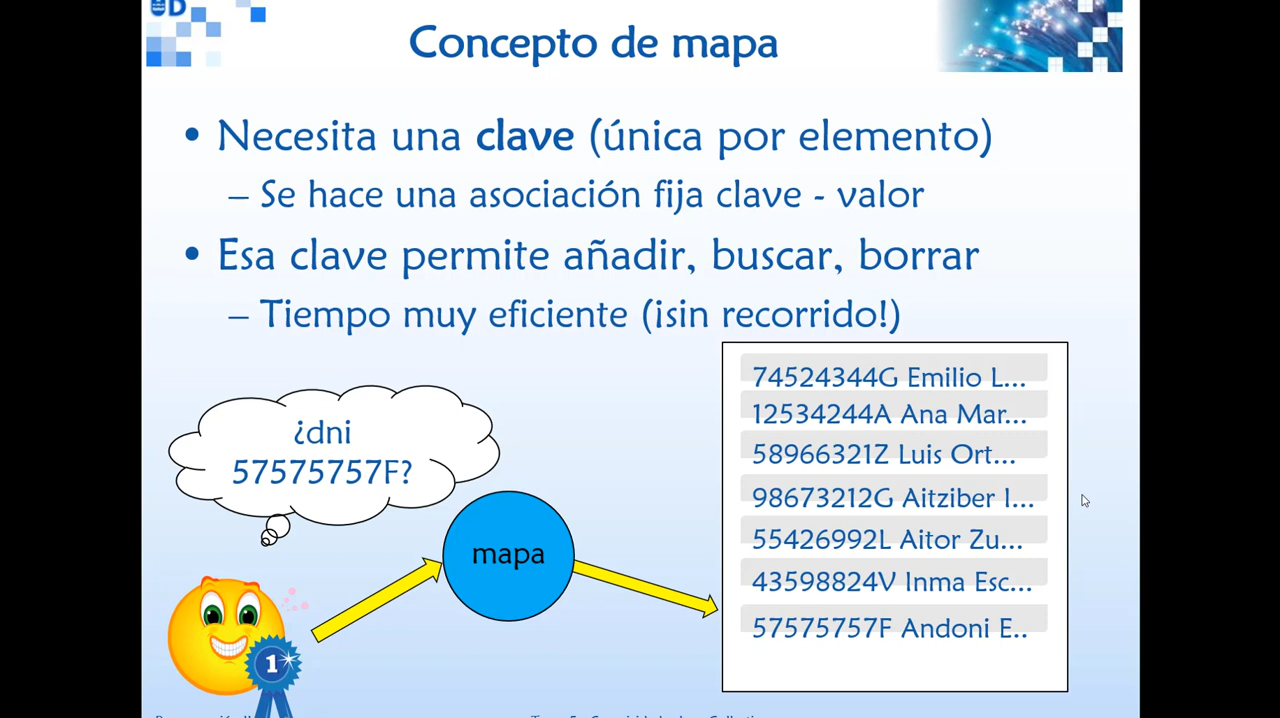 Concepto de mapa
• Necesita una clave (única por elemento)
– Se hace una asociación fija clave - valor
• Esa clave permite añadir, buscar, borrar
– Tiempo muy eficiente (¡sin recorrido!)
¿dni
57575757F?
mapa
1
74524344G Emilio L...
12534244A Ana Mar...
58966321Z Luis Ort...
98673212G Aitziber I...
55426992L Aitor Zu...
43598824V Inma Esc...
57575757F Andoni E..